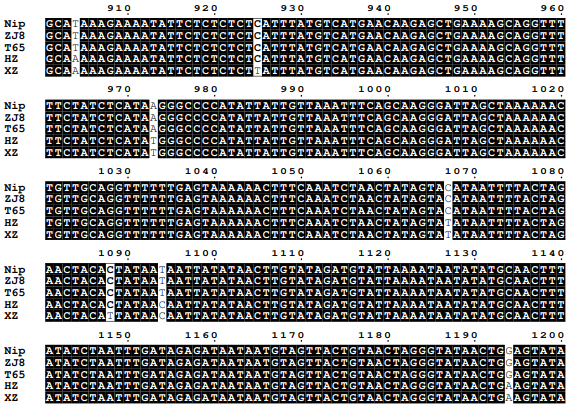 910 920 930 940 950 960
Nip GCATAAAGAAAATATTCTCTCTCTCATTTATGTCATGAACAAGAGCTGAAAAGCAGGTTT
ZJ8 GCATAAAGAAAATATTCTCTCTCTCATTTATGTCATGAACAAGAGCTGAAAAGCAGGTTT
T65 GCATAAAGAAAATATTCTCTCTCTCATTTATGTCATGAACAAGAGCTGAAAAGCAGGTTT
HZ GCAAAAAGAAAATATTCTCTCTCTCATTTATGTCATGAACAAGAGCTGAAAAGCAGGTTT
XZ GCAAAAAGAAAATATTCTCTCTCTTATTTATGTCATGAACAAGAGCTGAAAAGCAGGTTT
970 980 990 1000 1010 1020
Nip TTCTATCTCATAAGGGCCCCATATTATTGTTAAATTTCAGCAAGGGATTAGCTAAAAAAC
ZJ8 TTCTATCTCATAAGGGCCCCATATTATTGTTAAATTTCAGCAAGGGATTAGCTAAAAAAC
T65 TTCTATCTCATAAGGGCCCCATATTATTGTTAAATTTCAGCAAGGGATTAGCTAAAAAAC
HZ TTCTATCTCATATGGGCCCCATATTATTGTTAAATTTCAGCAAGGGATTAGCTAAAAAAC
XZ TTCTATCTCATATGGGCCCCATATTATTGTTAAATTTCAGCAAGGGATTAGCTAAAAAAC
1030 1040 1050 1060 1070 1080
Nip TGTTGCAGGTTTTTTGAGTAAAAAACTTTCAAATCTAACTATAGTACATAATTTTACTAG
ZJ8 TGTTGCAGGTTTTTTGAGTAAAAAACTTTCAAATCTAACTATAGTACATAATTTTACTAG
T65 TGTTGCAGGTTTTTTGAGTAAAAAACTTTCAAATCTAACTATAGTACATAATTTTACTAG
HZ TGTTGCAGGTTTTTTGAGTAAAAAACTTTCAAATCTAACTATAGTATATAATTTTACTAG
XZ TGTTGCAGGTTTTTTGAGTAAAAAACTTTCAAATCTAACTATAGTATATAATTTTACTAG
1090 1100 1110 1120 1130 1140
Nip AACTACACTATAATAATTATATAACTTGTATAGATGTATTAAAATAATATATGCAACTTT
ZJ8 AACTACACTATAATAATTATATAACTTGTATAGATGTATTAAAATAATATATGCAACTTT
T65 AACTACACTATAATAATTATATAACTTGTATAGATGTATTAAAATAATATATGCAACTTT
HZ AACTACACTATAACAATTATATAACTTGTATAGATGTATTAAAATAATATATGCAACTTT
XZ AACTACATTATAACAATTATATAACTTGTATAGATGTATTAAAATAATATATGCAACTTT
1150 1160 1170 1180 1190 1200
Nip ATATCTAATTTGATAGAGATAATAATGTAGTTACTGTAACTAGGGTATAACTGGAGTATA
ZJ8 ATATCTAATTTGATAGAGATAATAATGTAGTTACTGTAACTAGGGTATAACTGGAGTATA
T65 ATATCTAATTTGATAGAGATAATAATGTAGTTACTGTAACTAGGGTATAACTGGAGTATA
HZ ATATCTAATTTGATAGAGATAATAATGTAGTTACTGTAACTAGGGTATAACTGAAGTATA
XZ ATATCTAATTTGATAGAGATAATAATGTAGTTACTGTAACTAGGGTATAACTGAAGTATA